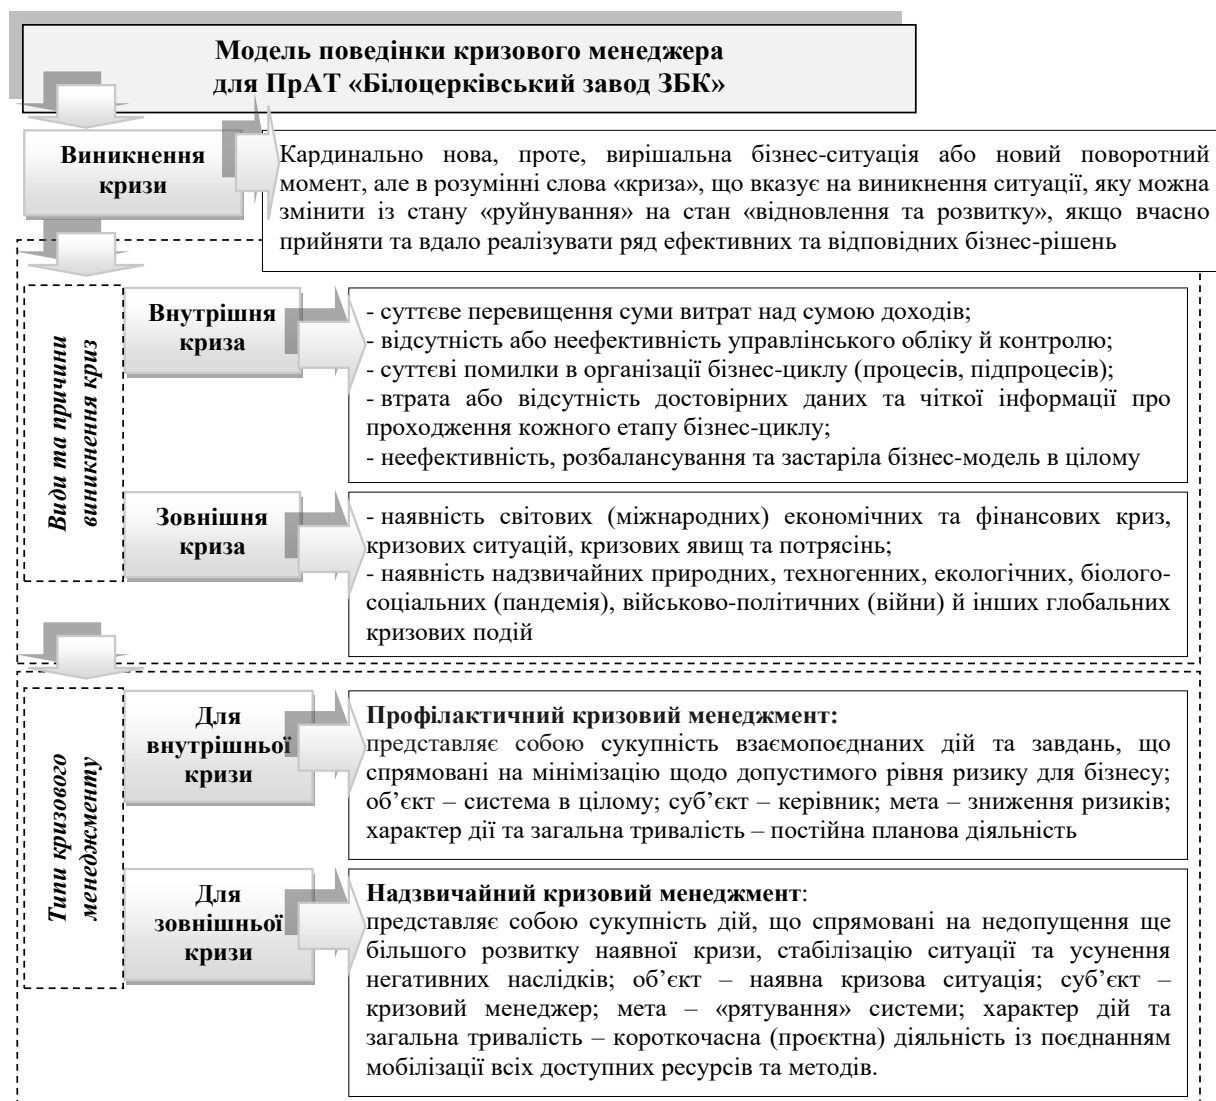 Модель поведінки кризового менеджера
для ПрАТ «Білоцерківський завод ЗБК»
Виникнення
кризи
Кардинально нова, проте, вирішальна бізнес-ситуація або новий поворотний
момент, але в розумінні слова «криза», що вказує на виникнення ситуації, яку можна
змінити із стану «руйнування» на стан «відновлення та розвитку», якщо вчасно
прийняти та вдало реалізувати ряд ефективних та відповідних бізнес-рішень
Види та причини
виникнення криз
Внутрішня
криза
- суттєве перевищення суми витрат над сумою доходів;
- відсутність або неефективність управлінського обліку й контролю;
- суттєві помилки в організації бізнес-циклу (процесів, підпроцесів);
- втрата або відсутність достовірних даних та чіткої інформації про
проходження кожного етапу бізнес-циклу;
- неефективність, розбалансування та застаріла бізнес-модель в цілому
Зовнішня
криза
- наявність світових (міжнародних) економічних та фінансових криз,
кризових ситуацій, кризових явищ та потрясінь;
- наявність надзвичайних природних, техногенних, екологічних, біолого-
соціальних (пандемія), військово-політичних (війни) й інших глобальних
кризових подій
Типи кризового
менеджменту
Для
внутрішньої
кризи
Профілактичний кризовий менеджмент:
представляє собою сукупність взаємопоєднаних дій та завдань, що
спрямовані на мінімізацію щодо допустимого рівня ризику для бізнесу;
об’єкт – система в цілому; суб’єкт – керівник; мета – зниження ризиків;
характер дії та загальна тривалість – постійна планова діяльність
Для
зовнішньої
кризи
Надзвичайний кризовий менеджмент:
представляє собою сукупність дій, що спрямовані на недопущення ще
більшого розвитку наявної кризи, стабілізацію ситуації та усунення
негативних наслідків; об’єкт – наявна кризова ситуація; суб’єкт –
кризовий менеджер; мета – «рятування» системи; характер дій та
загальна тривалість – короткочасна (проєктна) діяльність із поєднанням
мобілізації всіх доступних ресурсів та методів.